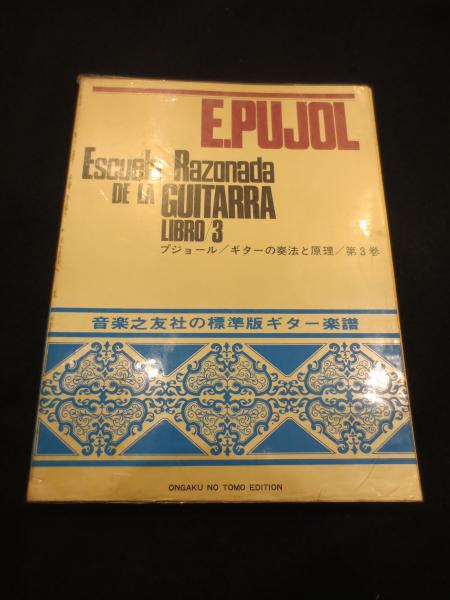 E.PUJOL
Escuela Razonada
DE LA GUITARRA
LIBRO/3
プジョール/ギターの奏法と原理/第3巻
音楽之友社の標準版ギター楽譜
ONGAKU NO TOMO EDITION